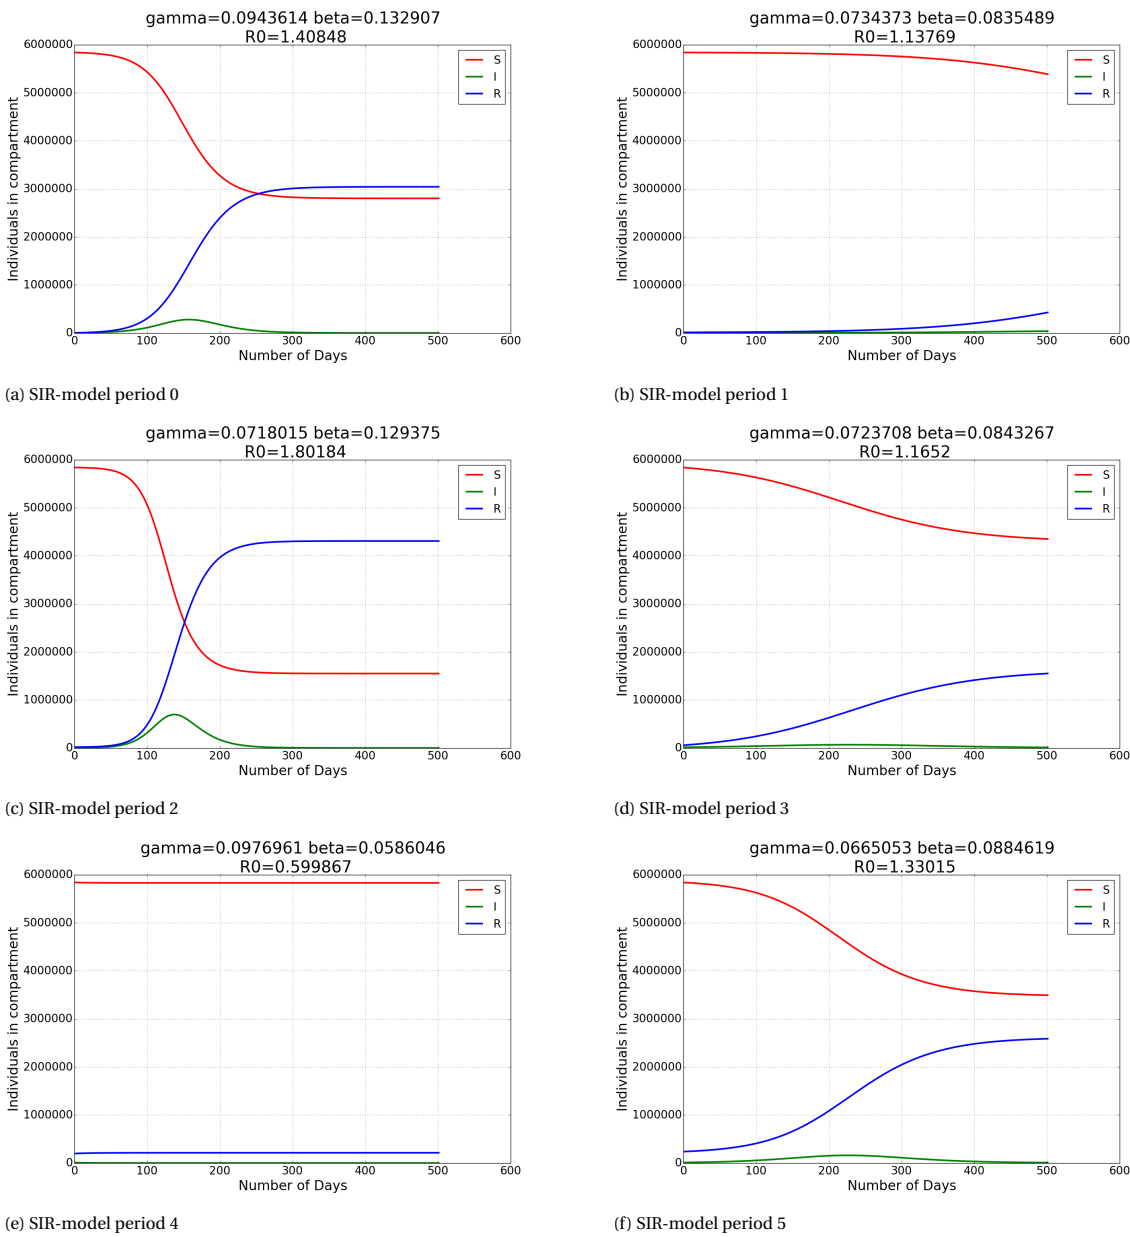 gamma=0.0943614 beta=0.132907
R0=1.40848
6000000
5000000
4000000
3000000
2000000
1000000
0
0 100 200 300 400 500 600
Individuals in compartment
Number of Days
S
I
R
(a) SIR-model period 0
gamma=0.0734373 beta=0.0835489
R0=1.13769
6000000
5000000
4000000
3000000
2000000
1000000
0
0 100 200 300 400 500 600
Individuals in compartment
Number of Days
S
I
R
(b) SIR-model period 1
gamma=0.0718015 beta=0.129375
R0=1.80184
6000000
5000000
4000000
3000000
2000000
1000000
0
0 100 200 300 400 500 600
Individuals in compartment
Number of Days
S
I
R
(c) SIR-model period 2
gamma=0.0723708 beta=0.0843267
R0=1.1652
6000000
5000000
4000000
3000000
2000000
1000000
0
0 100 200 300 400 500 600
Individuals in compartment
Number of Days
S
I
R
(d) SIR-model period 3
gamma=0.0976961 beta=0.0586046
R0=0.599867
6000000
5000000
4000000
3000000
2000000
1000000
0
0 100 200 300 400 500 600
Individuals in compartment
Number of Days
S
I
R
(e) SIR-model period 4
gamma=0.0665053 beta=0.0884619
R0=1.33015
6000000
5000000
4000000
3000000
2000000
1000000
0
0 100 200 300 400 500 600
Individuals in compartment
Number of Days
S
I
R
(f) SIR-model period 5